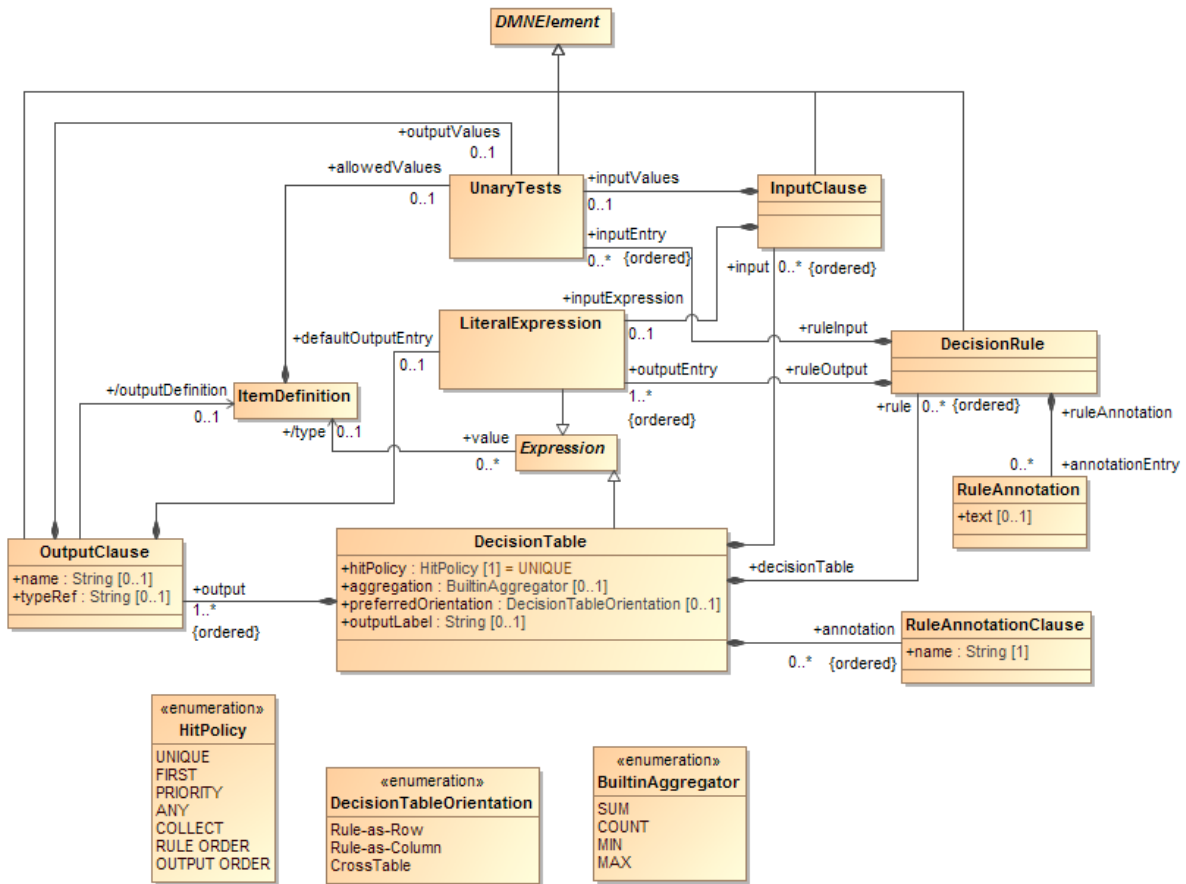 DMNElement
+outputValues
0..1
+allowedValues
0..1
UnaryTests
+inputValues
0..1
+inputEntry
0..* {ordered}
InputClause
+input 0..* {ordered}
+inputExpression
0..1
LiteralExpression
+defaultOutputEntry
0..1
+ruleInput
DecisionRule
+outputEntry
+ruleOutput
1..*
{ordered}
+rule 0..* {ordered}
+/outputDefinition
0..1
ItemDefinition
+/type 0..1
+value
0..*
Expression
+ruleAnnotation
0..*
+annotationEntry
RuleAnnotation
+text [0..1]
OutputClause
+name : String [0..1]
+typeRef : String [0..1]
+output
1..*
{ordered}
DecisionTable
+hitPolicy : HitPolicy [1] = UNIQUE
+aggregation : BuiltinAggregator [0..1]
+preferredOrientation : DecisionTableOrientation [0..1]
+outputLabel : String [0..1]
+decisionTable
+annotation
0..* {ordered}
RuleAnnotationClause
+name : String [1]
«enumeration»
HitPolicy
UNIQUE
FIRST
PRIORITY
ANY
COLLECT
RULE ORDER
OUTPUT ORDER
«enumeration»
DecisionTableOrientation
Rule-as-Row
Rule-as-Column
CrossTable
«enumeration»
BuiltinAggregator
SUM
COUNT
MIN
MAX